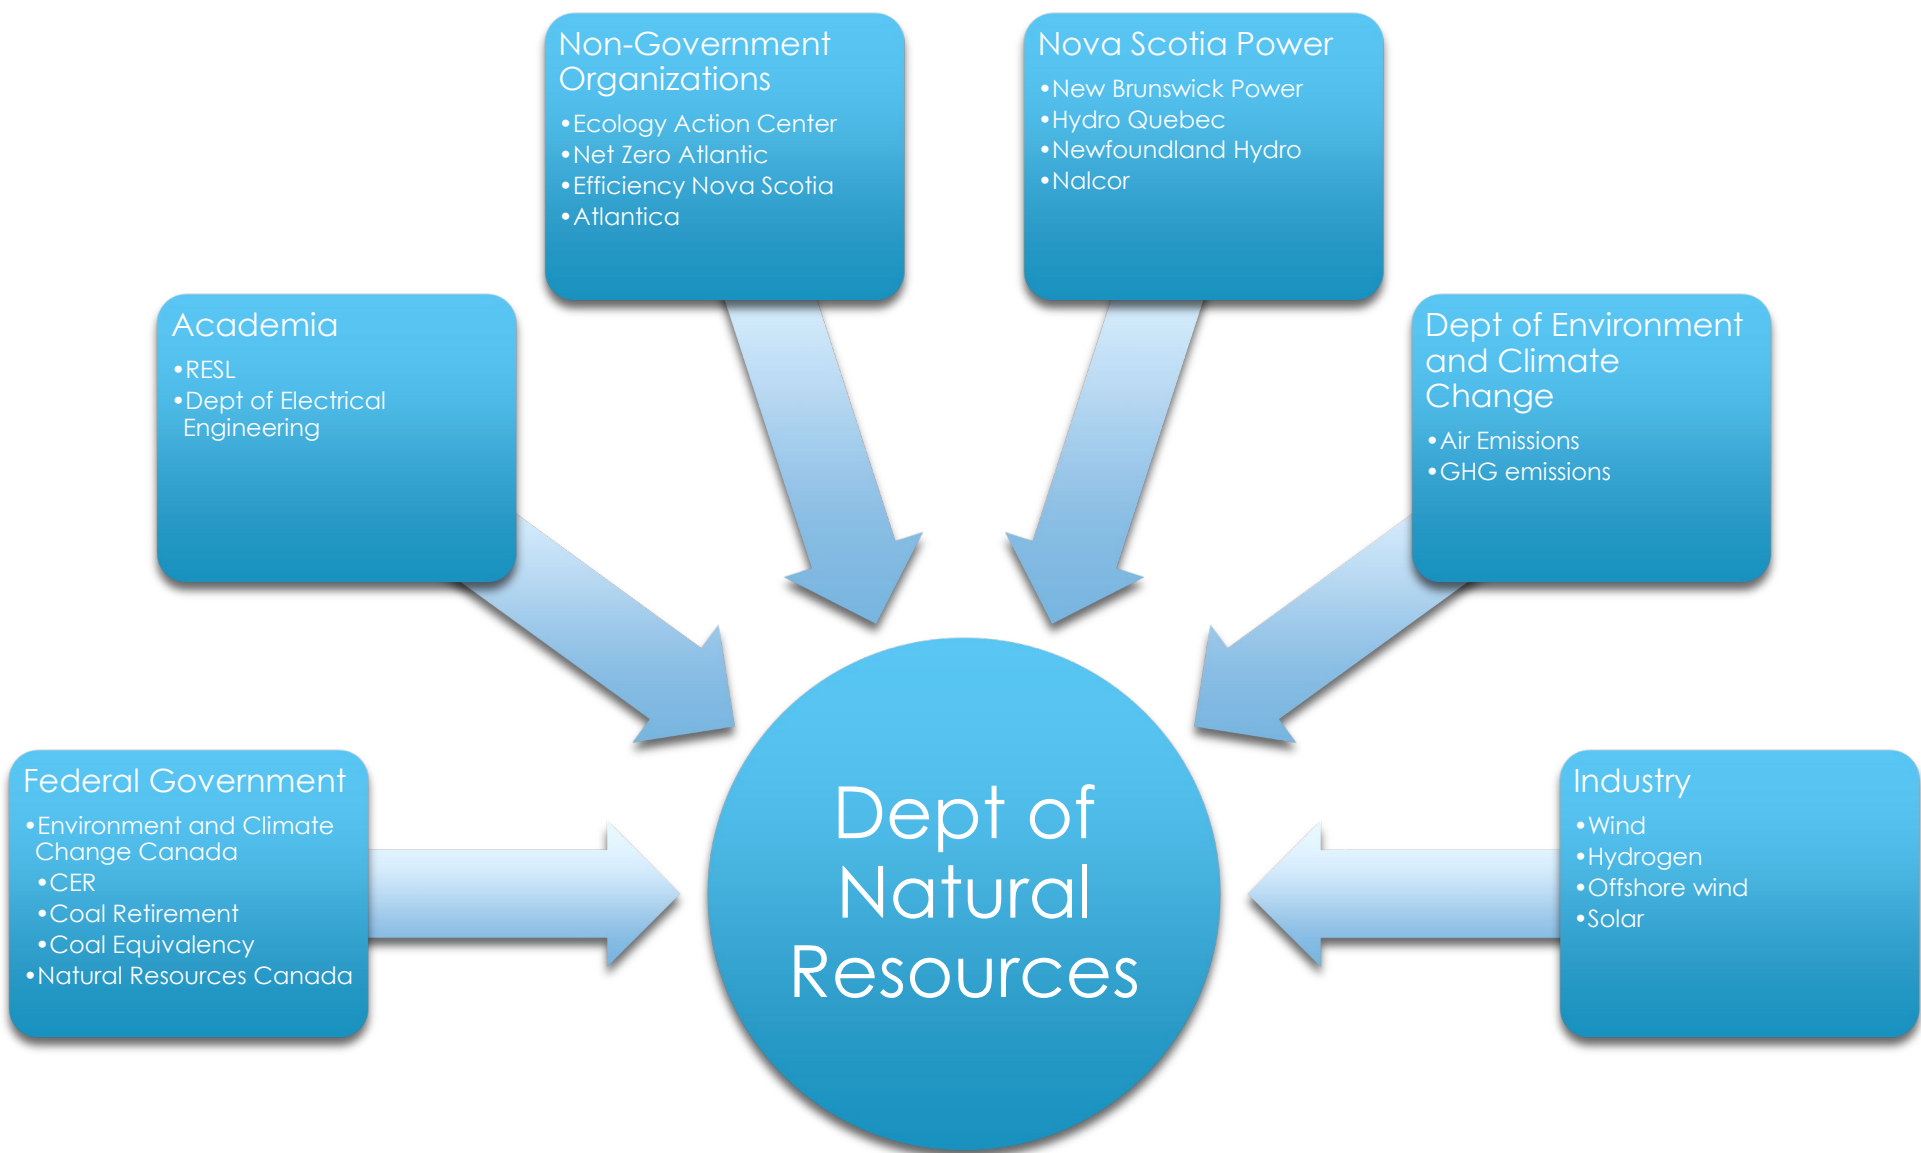 Non-Government
Organizations
•Ecology Action Center
•Net Zero Atlantic
•Efficiency Nova Scotia
•Atlantica
Nova Scotia Power
•New Brunswick Power
•Hydro Quebec
•Newfoundland Hydro
•Nalcor
Academia
•RESL
•Dept of Electrical
Engineering
Dept of Environment
and Climate
Change
•Air Emissions
•GHG emissions
Federal Government
•Environment and Climate
Change Canada
•CER
•Coal Retirement
•Coal Equivalency
•Natural Resources Canada
Dept of
Natural
Resources
Industry
•Wind
•Hydrogen
•Offshore wind
•Solar